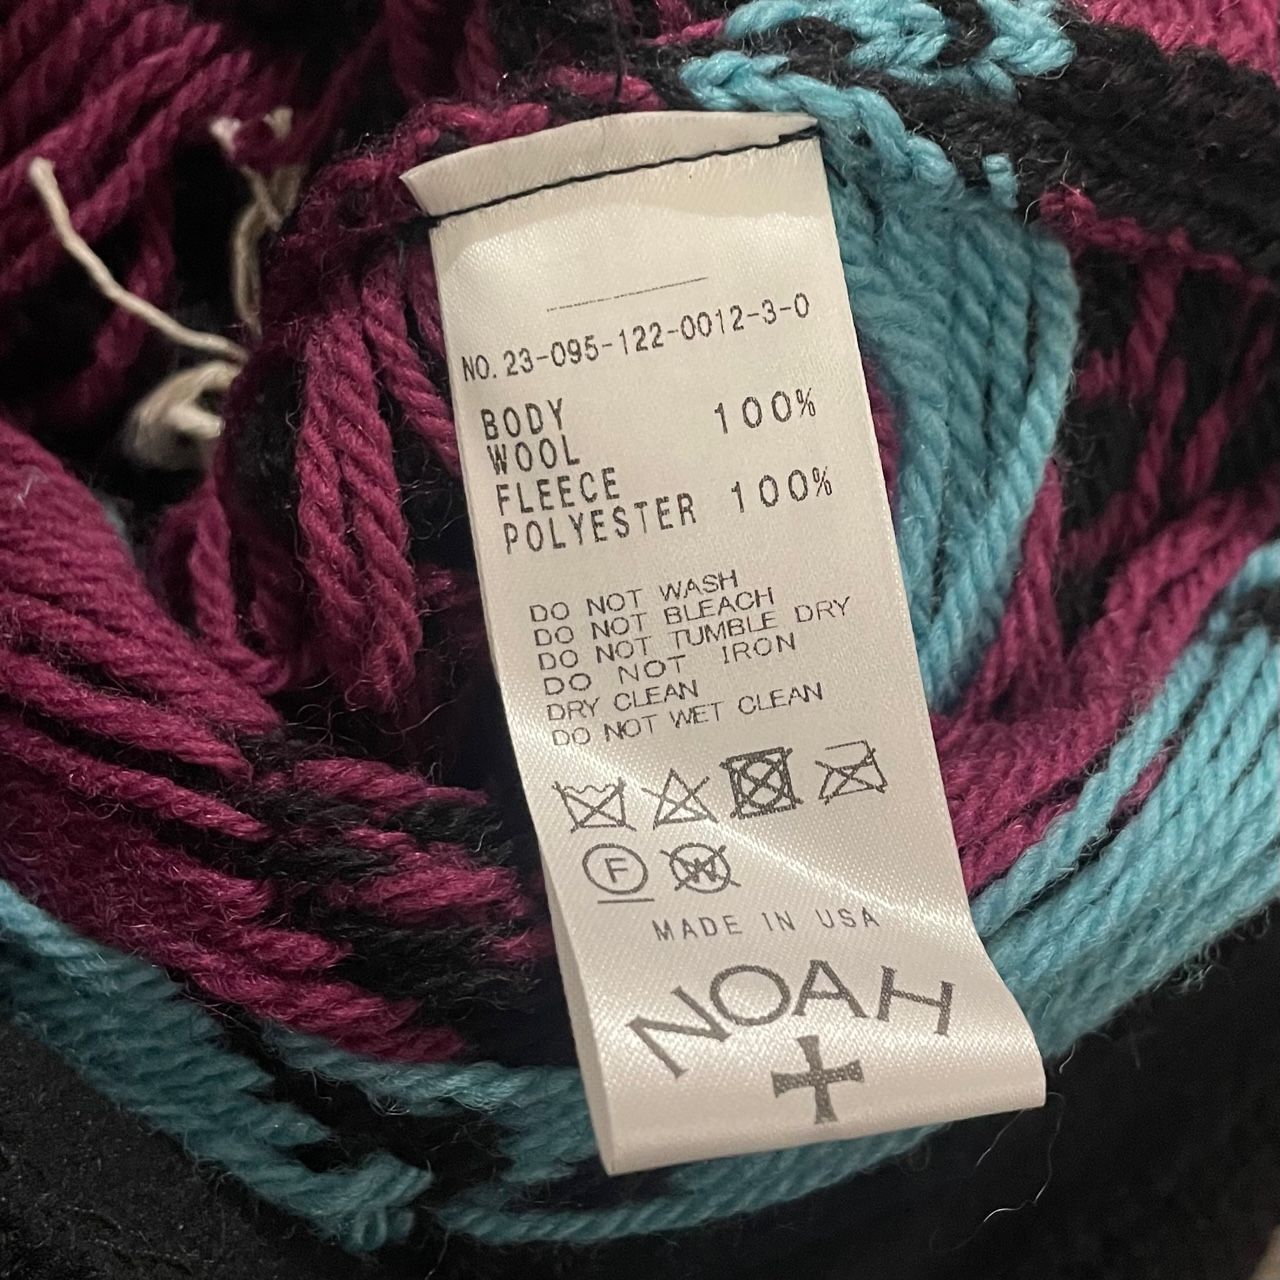 NO. 23-095-122-0012-3-0
BODY
WOOL 100%
FLEECE
POLYESTER 100%
DO NOT WASH
DO NOT BLEACH
DO NOT TUMBLE DRY
DO NOT IRON
DRY CLEAN
DO NOT WET CLEAN
F W
MADE IN USA
NOAH